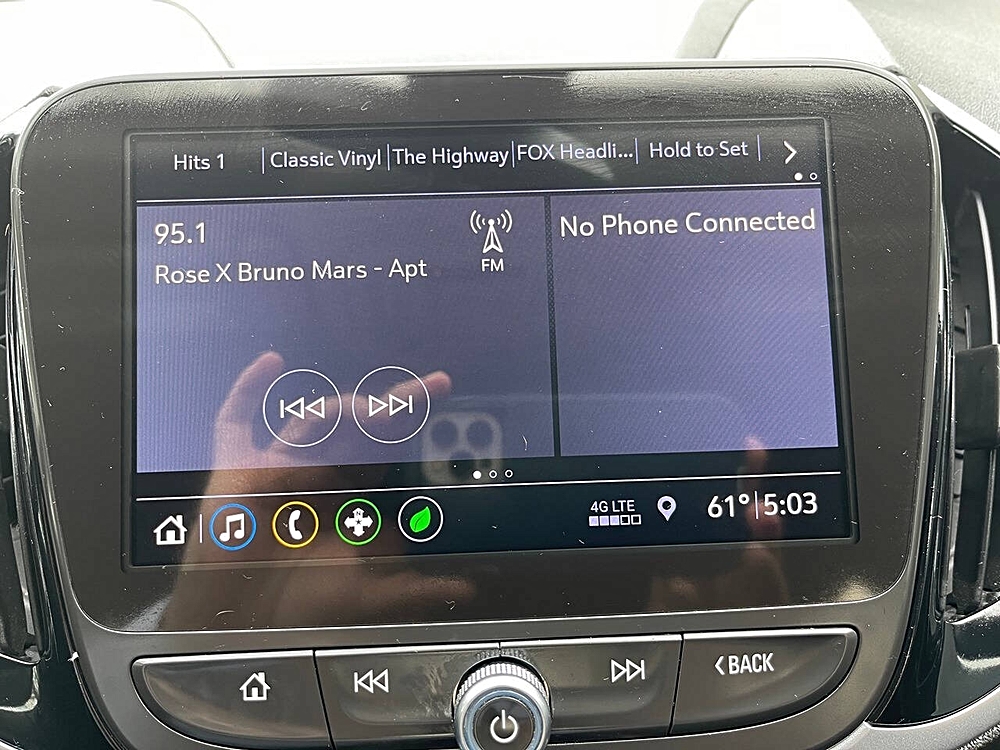 Hits 1 Classic Vinyl The Highway FOX Headli... Hold to Set
95.1
FM
Rose X Bruno Mars - Apt
No Phone Connected
4G LTE 61° 5:03
BACK